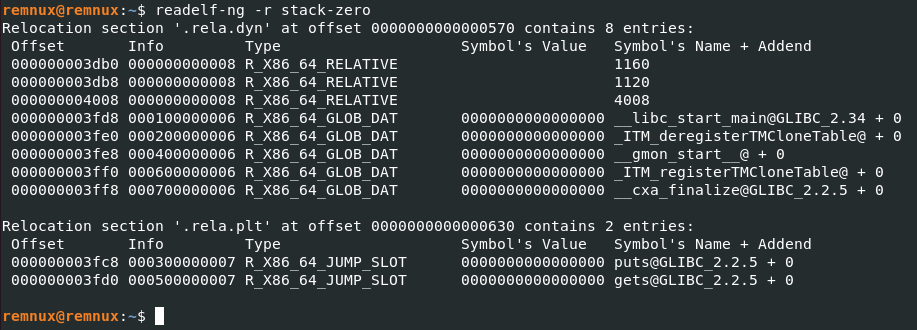 remnux@remnux:~$ readelf-ng -r stack-zero
Relocation section '.rela.dyn' at offset 0000000000000570 contains 8 entries:
 Offset       Info         Type                    Symbol's Value   Symbol's Name + Addend
 000000003db0 000000000008 R_X86_64_RELATIVE                        1160
 000000003db8 000000000008 R_X86_64_RELATIVE                        1120
 000000004008 000000000008 R_X86_64_RELATIVE                        4008
 000000003fd8 000100000006 R_X86_64_GLOB_DAT       0000000000000000 __libc_start_main@GLIBC_2.34 + 0
 000000003fe0 000200000006 R_X86_64_GLOB_DAT       0000000000000000 _ITM_deregisterTMCloneTable@ + 0
 000000003fe8 000400000006 R_X86_64_GLOB_DAT       0000000000000000 __gmon_start__@ + 0
 000000003ff0 000600000006 R_X86_64_GLOB_DAT       0000000000000000 _ITM_registerTMCloneTable@ + 0
 000000003ff8 000700000006 R_X86_64_GLOB_DAT       0000000000000000 __cxa_finalize@GLIBC_2.2.5 + 0

Relocation section '.rela.plt' at offset 0000000000000630 contains 2 entries:
 Offset       Info         Type                    Symbol's Value   Symbol's Name + Addend
 000000003fc8 000300000007 R_X86_64_JUMP_SLOT      0000000000000000 puts@GLIBC_2.2.5 + 0
 000000003fd0 000500000007 R_X86_64_JUMP_SLOT      0000000000000000 gets@GLIBC_2.2.5 + 0

remnux@remnux:~$